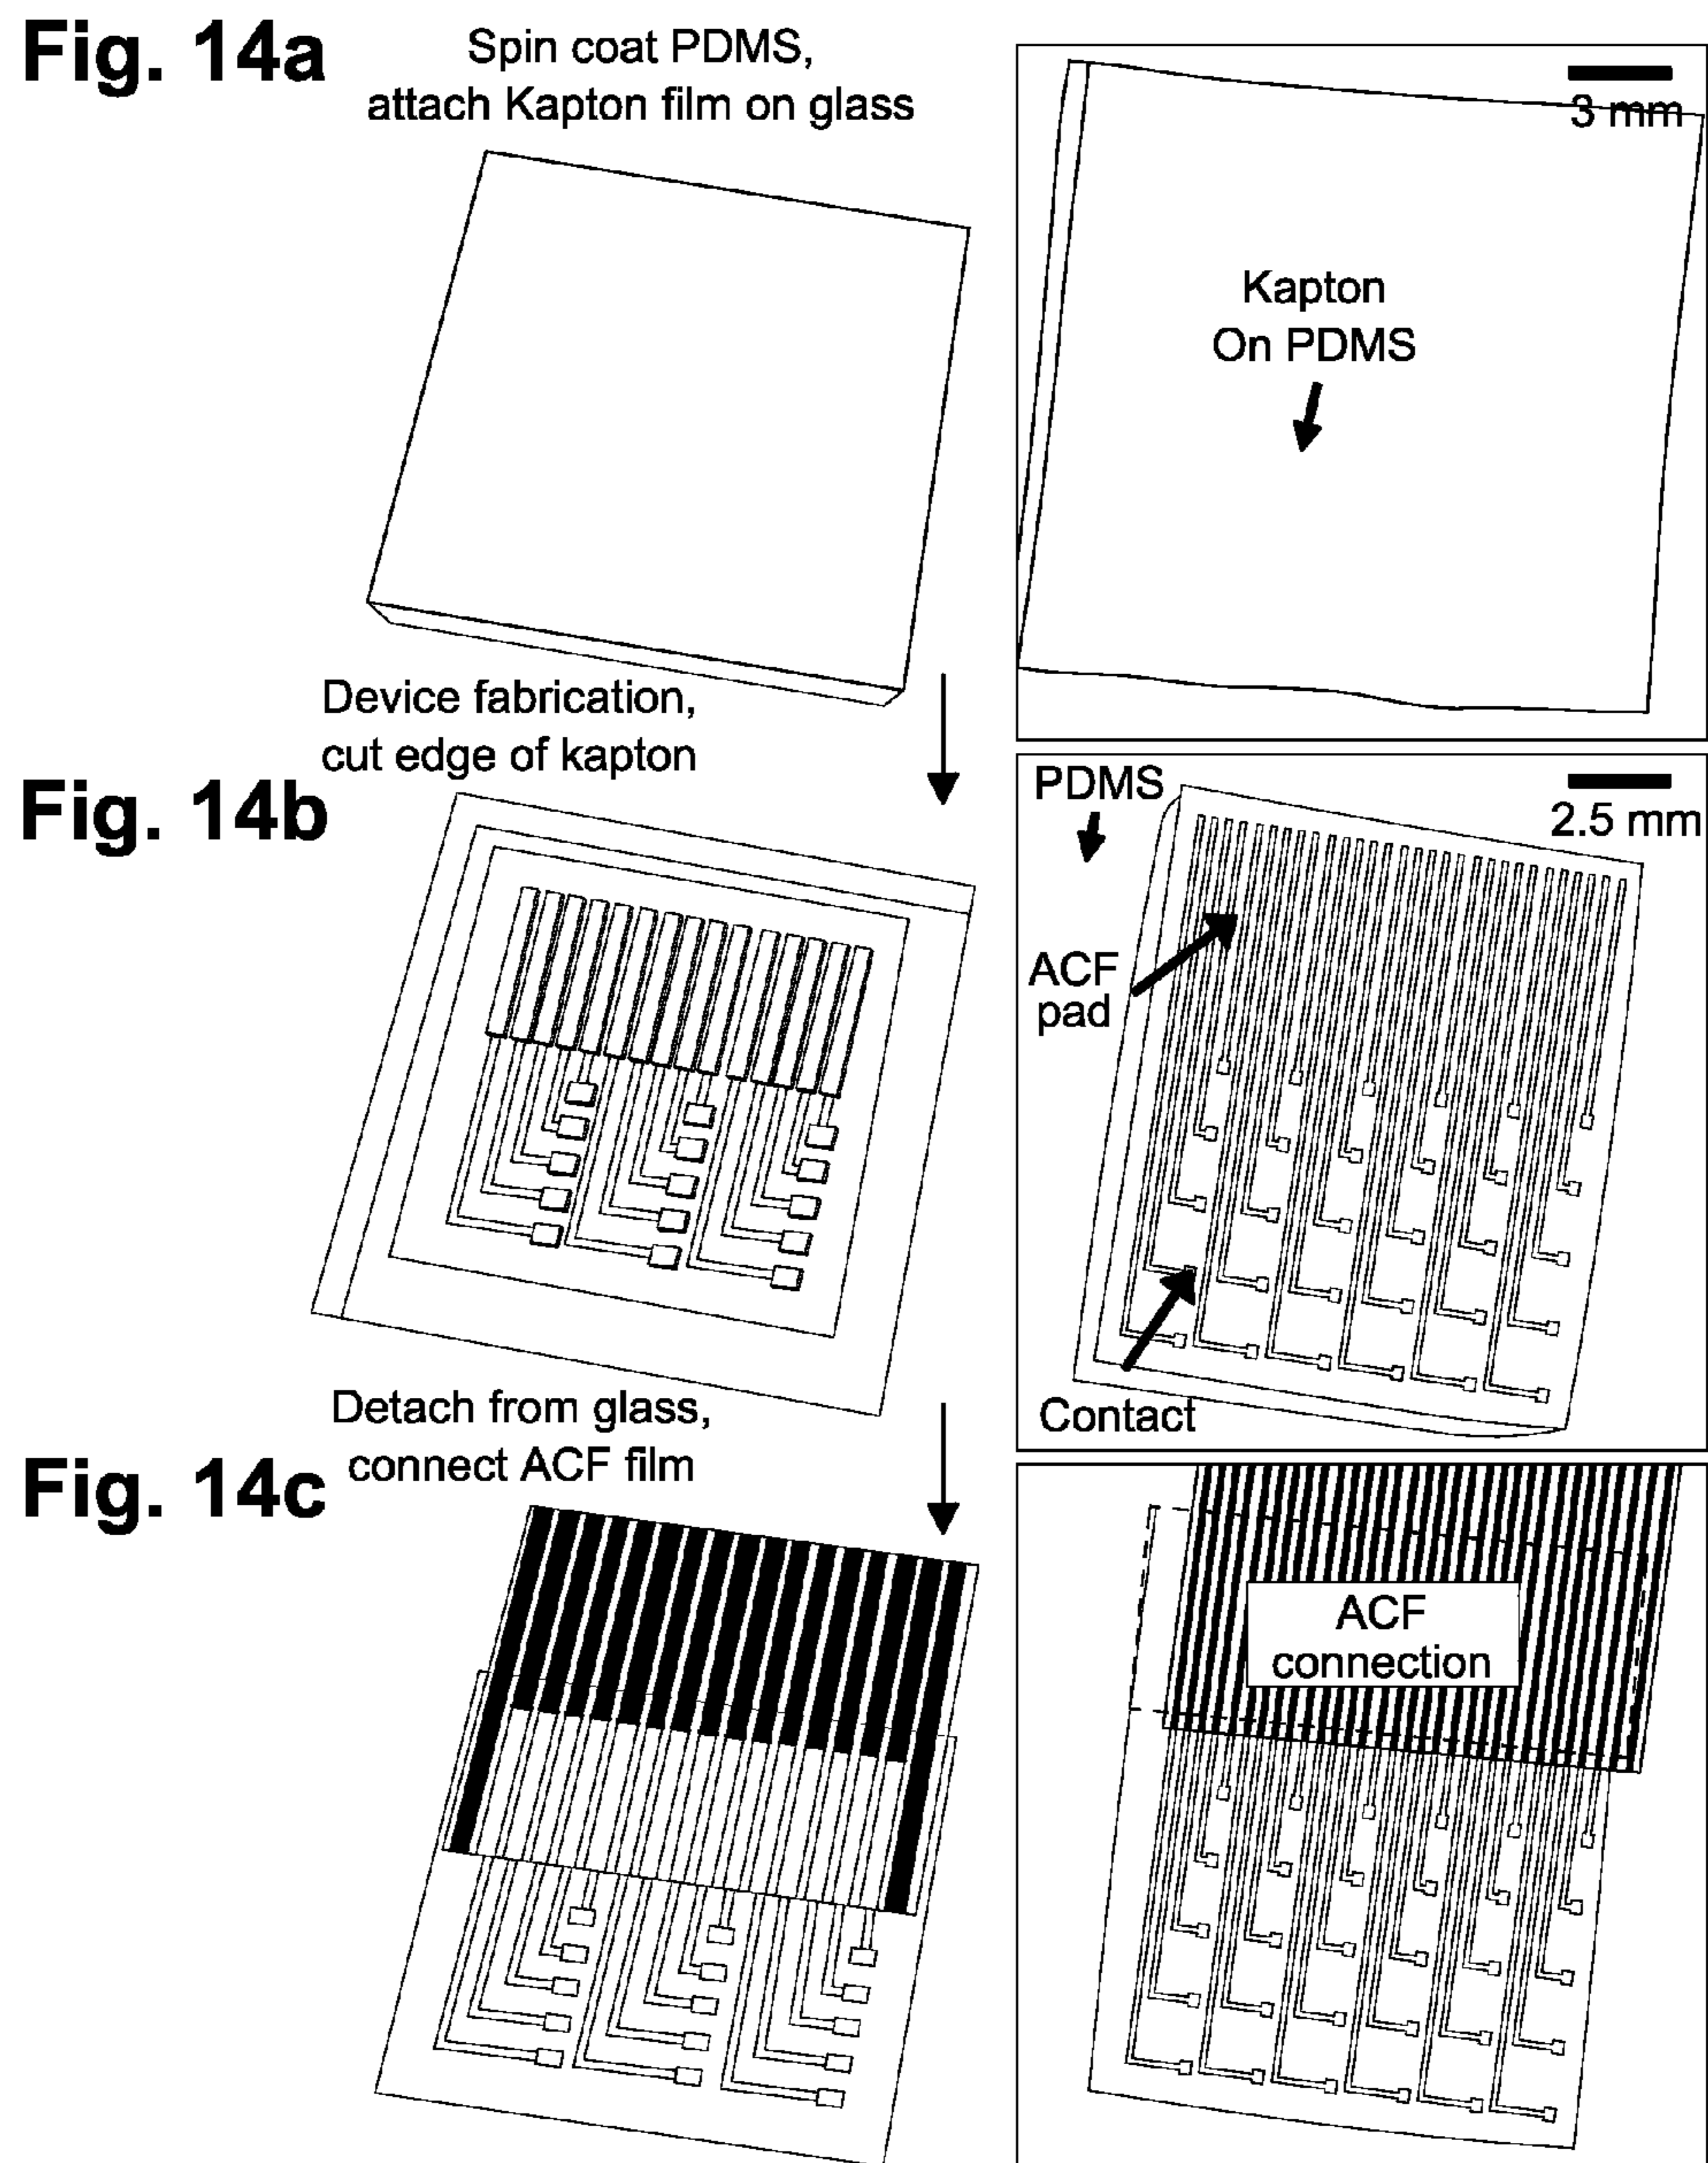 Fig. 14a
Spin coat PDMS,
attach Kapton film on glass
3 mm
Kapton
On PDMS
Device fabrication,
cut edge of kapton
Fig. 14b
PDMS
2.5 mm
ACF
pad
Contact
Detach from glass,
connect ACF film
Fig. 14c
ACF
connection